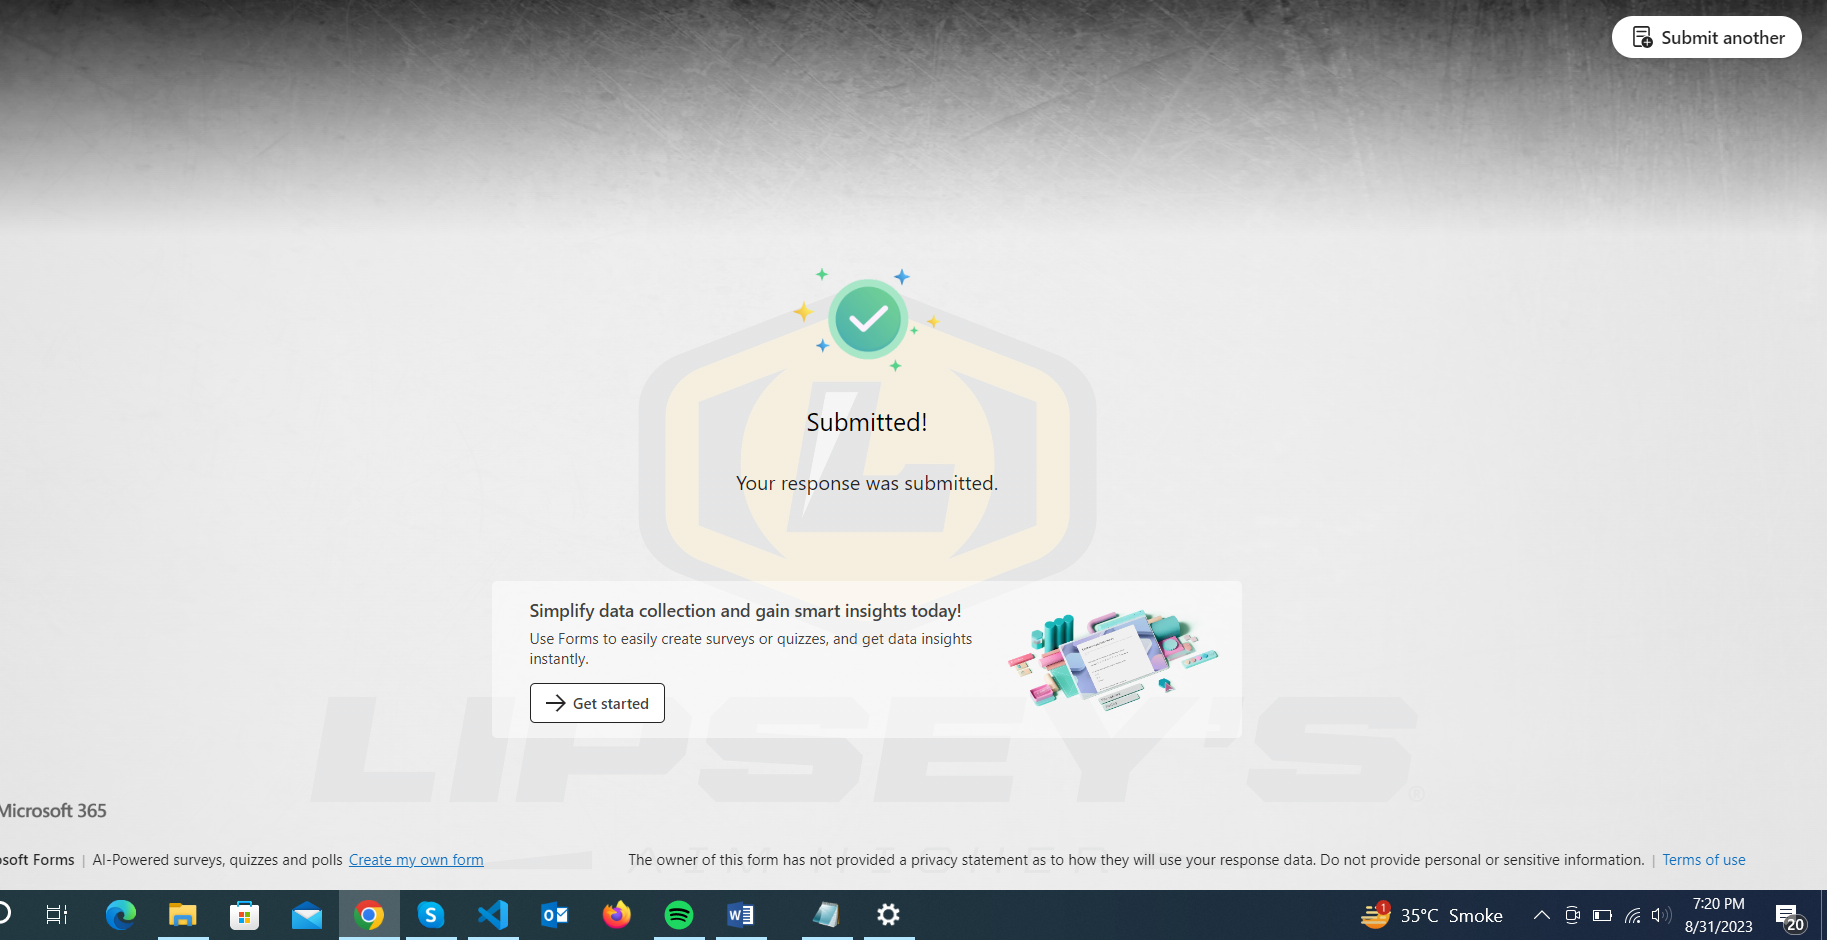 Submit another
Submitted!
Your response was submitted.
Simplify data collection and gain smart insights today!
Use Forms to easily create surveys or quizzes, and get data insights
instantly.
Get started
LIPSEY'S®
AIM HIGHER
Microsoft 365
osoft Forms | AI-Powered surveys, quizzes and polls Create my own form
The owner of this form has not provided a privacy statement as to how they will use your response data. Do not provide personal or sensitive information. | Terms of use
1
35°C Smoke
7:20 PM
8/31/2023
20